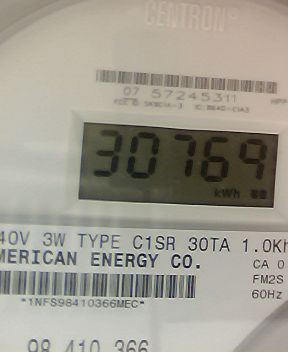 CENTRON®
07 57245311
30769
kWh
40V 3W TYPE C1SR 30TA 1.0Kh
MERICAN ENERGY CO.
CA 0
FM2S
60Hz
*1NFS98410366MEC*
98 410 366